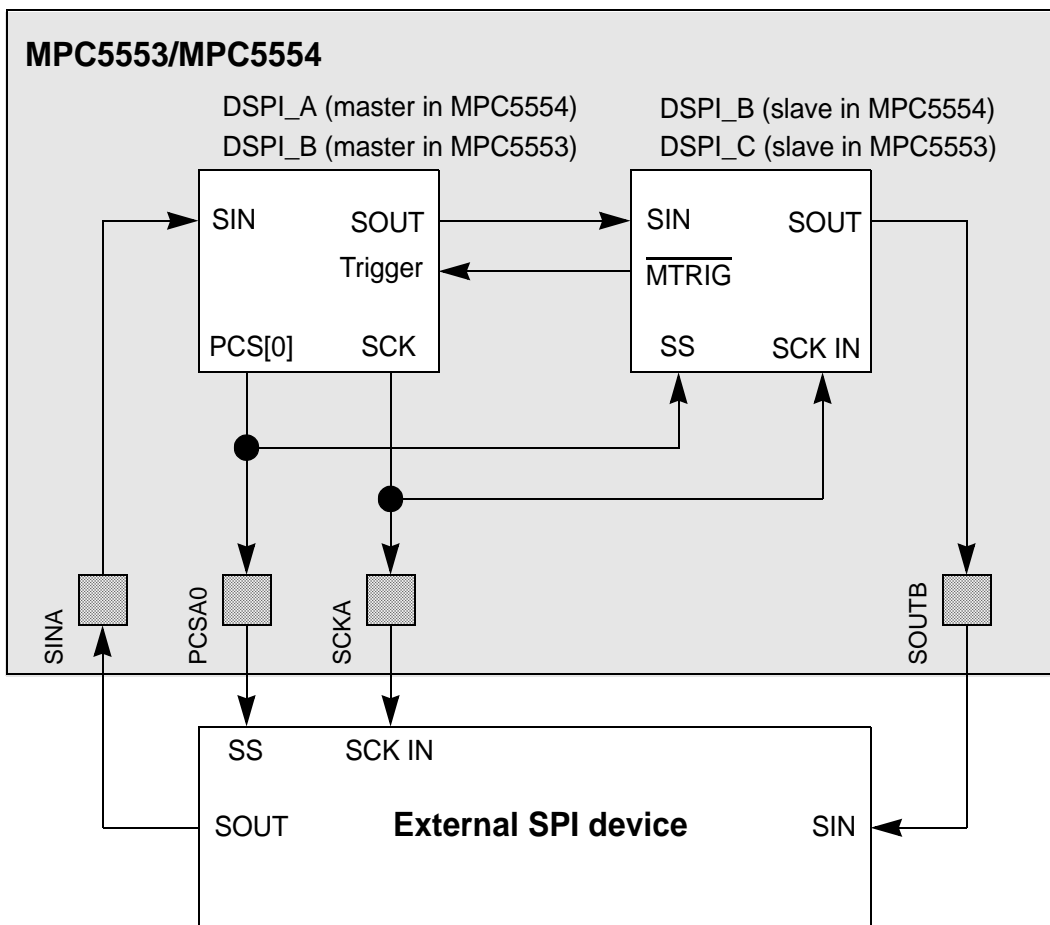 MPC5553/MPC5554
DSPI_A (master in MPC5554)
DSPI_B (master in MPC5553)
DSPI_B (slave in MPC5554)
DSPI_C (slave in MPC5553)
SIN
SOUT
Trigger
PCS[0]
SCK
SIN
SOUT
MTRIG
SS
SCK IN
SINA
PCSA0
SCKA
SOUTB
SS
SCK IN
SOUT
External SPI device
SIN